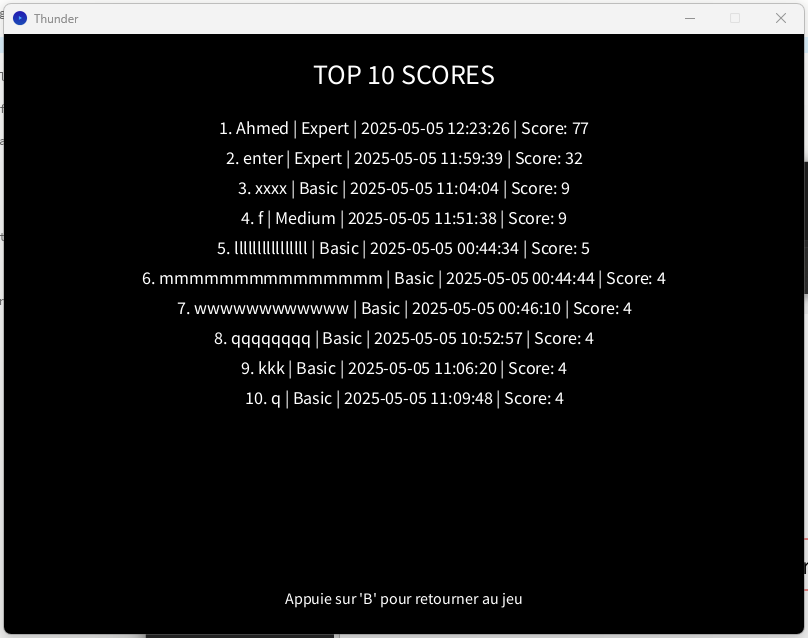 Thunder
TOP 10 SCORES
1. Ahmed | Expert | 2025-05-05 12:23:26 | Score: 77
2. enter | Expert | 2025-05-05 11:59:39 | Score: 32
3. xxxx | Basic | 2025-05-05 11:04:04 | Score: 9
4. f | Medium | 2025-05-05 11:51:38 | Score: 9
5. llllllllllllllll | Basic | 2025-05-05 00:44:34 | Score: 5
6. mmmmmmmmmmmmmmm | Basic | 2025-05-05 00:44:44 | Score: 4
7. wwwwwwwwwwww | Basic | 2025-05-05 00:46:10 | Score: 4
8. qqqqqqqq | Basic | 2025-05-05 10:52:57 | Score: 4
9. kkk | Basic | 2025-05-05 11:06:20 | Score: 4
10. q | Basic | 2025-05-05 11:09:48 | Score: 4
Appuie sur 'B' pour retourner au jeu